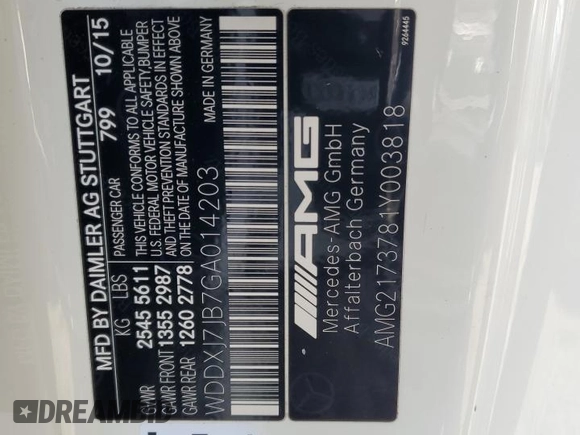 MFD BY DAIMLER AG STUTTGART
799 10/15
KG LBS PASSENGER CAR
GVWR 2545 5611
GAWR FRONT 1355 2987
GAWR REAR 1260 2778
THIS VEHICLE CONFORMS TO ALL APPLICABLE
U.S. FEDERAL MOTOR VEHICLE SAFETY, BUMPER
AND THEFT PREVENTION STANDARDS IN EFFECT
ON THE DATE OF MANUFACTURE SHOWN ABOVE
MADE IN GERMANY
WDDXJ7JB7GA014203
AMG
Mercedes-AMG GmbH
Affalterbach Germany
AMG2173781Y003818
9264445
DREAMBID